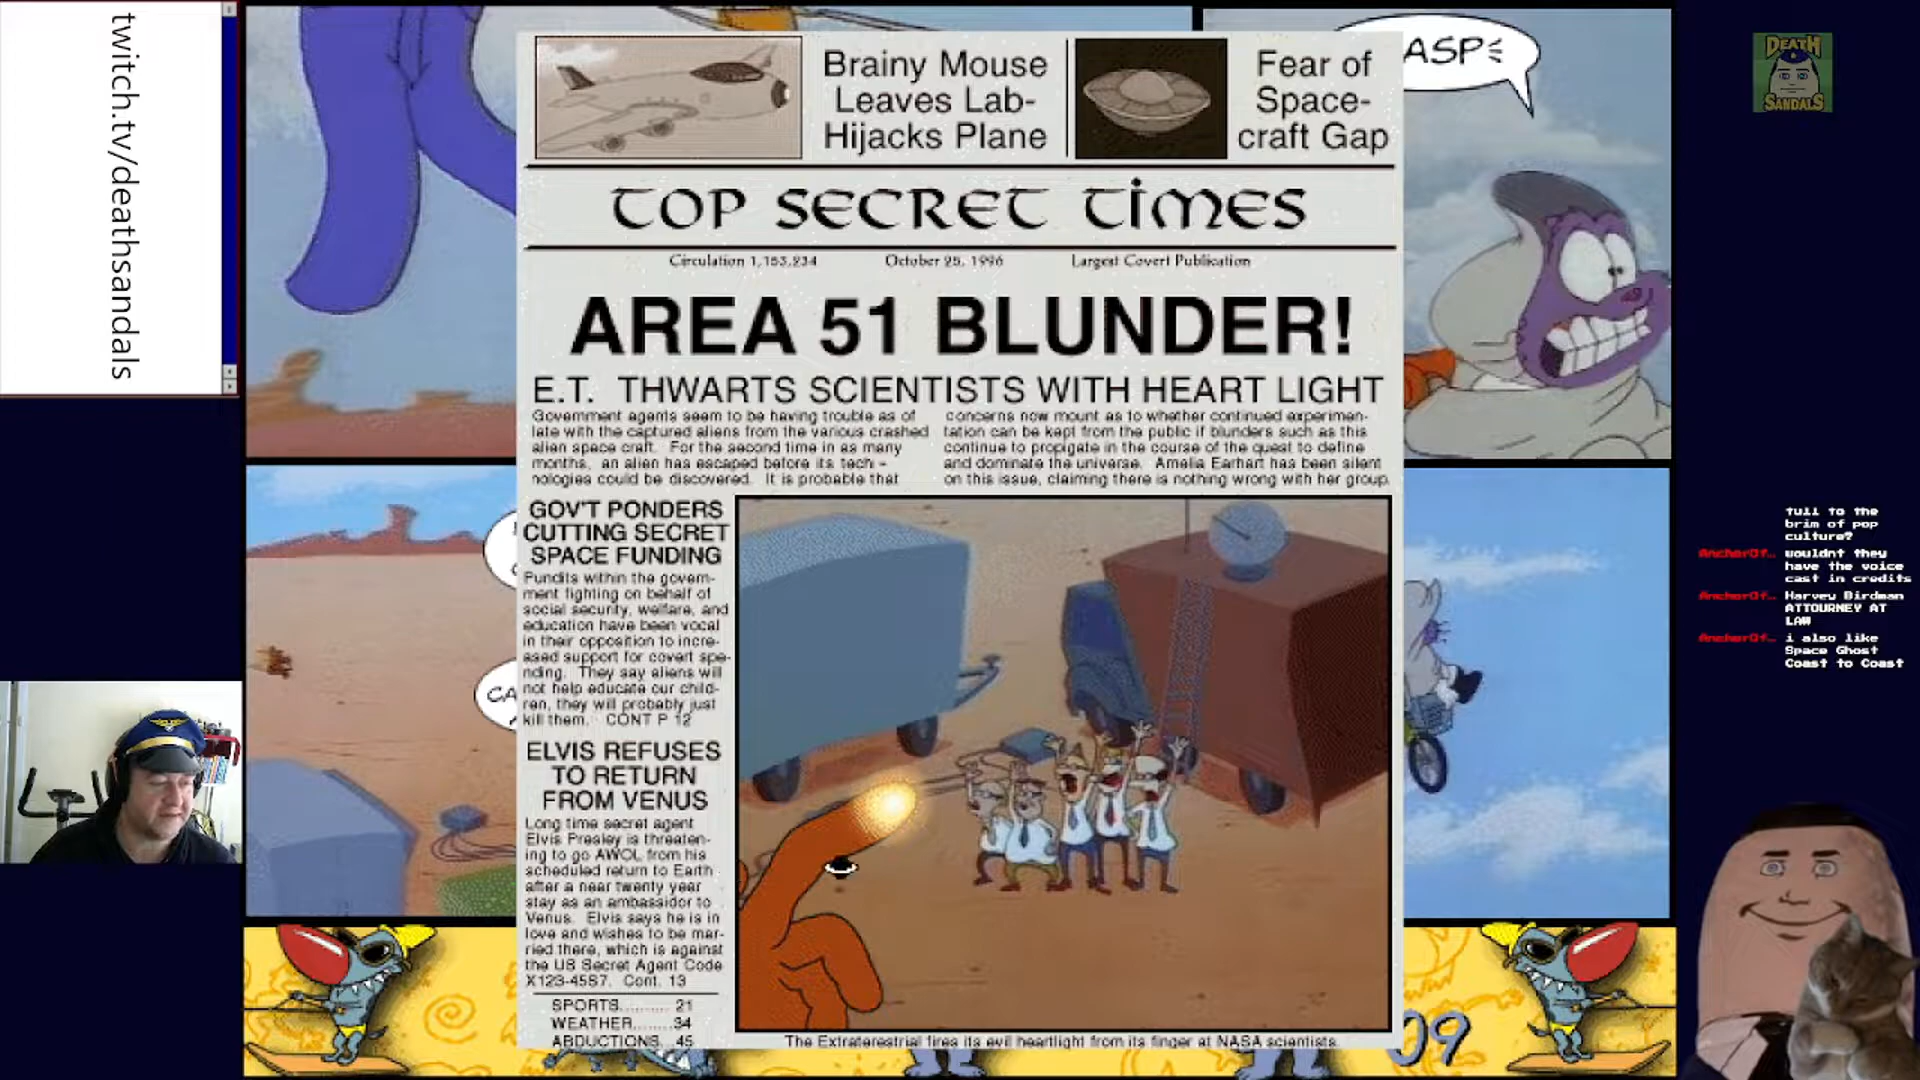 twitch.tv/deathsandals
ASP
DEATH
SANDALS
Brainy Mouse
Leaves Lab-
Hijacks Plane
Fear of
Space-
craft Gap
TOP SECRET TIMES
Circulation 1,153,234 October 25, 1996 Largest Covert Publication
AREA 51 BLUNDER!
E.T. THWARTS SCIENTISTS WITH HEART LIGHT
Government agents seem to be having trouble as of
late with the captured aliens from the various crashed
alien space craft. For the second time in as many
months, an alien has escaped before its tech -
nologies could be discovered. It is probable that
concerns now mount as to whether continued experimen-
tation can be kept from the public if blunders such as this
continue to propigate in the course of the quest to define
and dominate the universe. Amelia Earhart has been silent
on this issue, claiming there is nothing wrong with her group.
GOV'T PONDERS
CUTTING SECRET
SPACE FUNDING
Pundits within the govern-
ment fighting on behalf of
social security, welfare, and
education have been vocal
in their opposition to incre-
ased support for covert spe-
nding. They say aliens will
not help educate our child-
ren, they will probably just
kill them. CONT P 12
ELVIS REFUSES
TO RETURN
FROM VENUS
Long time secret agent
Elvis Presley is threaten-
ing to go AWOL from his
scheduled return to Earth
after a near twenty year
stay as an ambassador to
Venus. Elvis says he is in
love and wishes to be mar-
ried there, which is against
the US Secret Agent Code
X123-45S7. Cont. 13
SPORTS.......... 21
WEATHER.......34
ABDUCTIONS. .45
The Extraterestrial fires its evil heartlight from its finger at NASA scientists.
CA
09
full to the
brim of pop
culture?
AnchorOf… wouldnt they
have the voice
cast in credits
AnchorOf… Harvey Birdman
ATTOURNEY AT
LAW
AnchorOf… i also like
Space Ghost
Coast to Coast